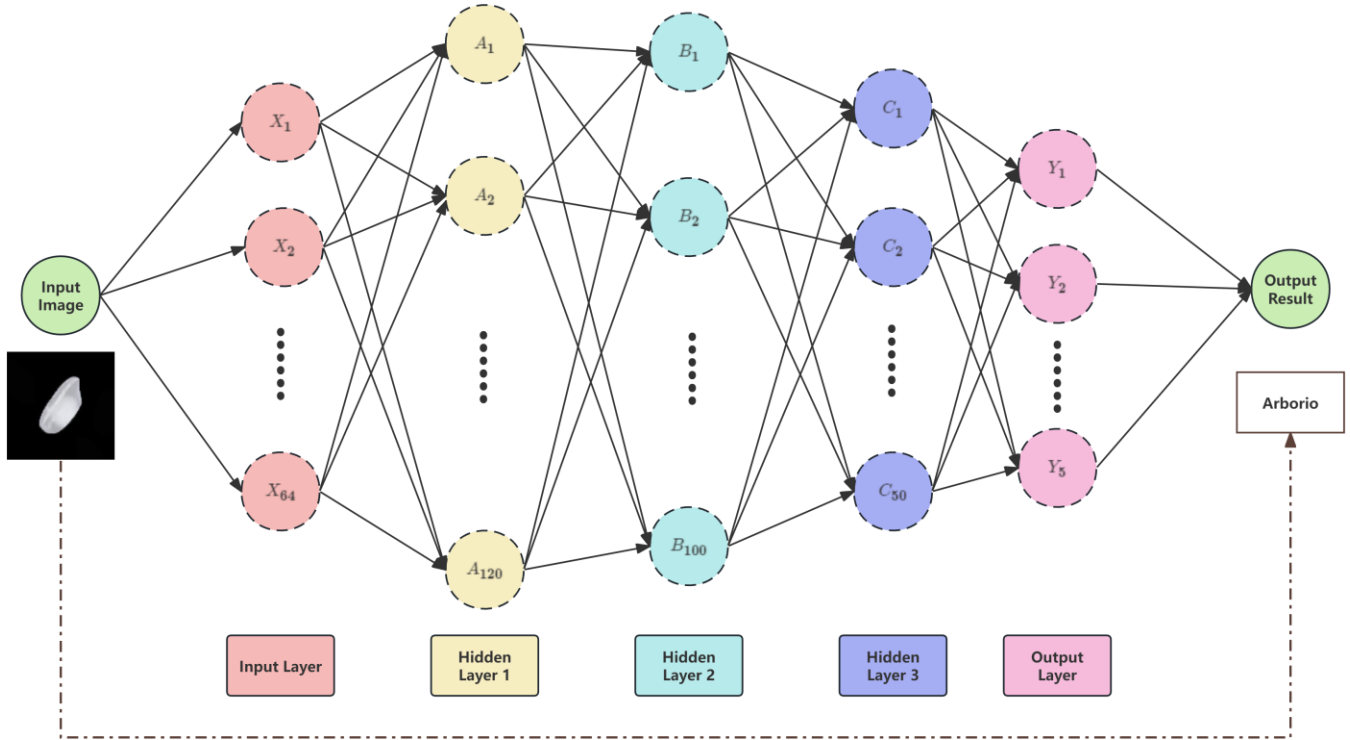 Input
Image
X₁
X₂
X₆₄
A₁
A₂
A₁₂₀
B₁
B₂
B₁₀₀
C₁
C₂
C₅₀
Y₁
Y₂
Y₅
Output
Result
Arborio
Input Layer
Hidden
Layer 1
Hidden
Layer 2
Hidden
Layer 3
Output
Layer